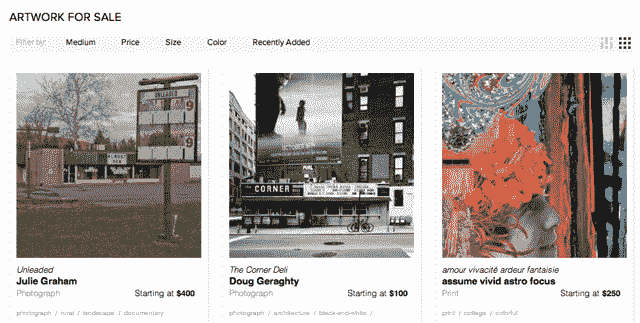 ARTWORK FOR SALE
Filter by: Medium Price Size Color Recently Added
UNLEADED
9
9
CORNER
Unleaded
Julie Graham
Photograph Starting at $400
photograph / rural / landscape / documentary
The Corner Deli
Doug Geraghty
Photograph Starting at $100
photograph / architecture / black-and-white /
amour vivacité ardeur fantaisie
assume vivid astro focus
Print Starting at $250
print / collage / colorful